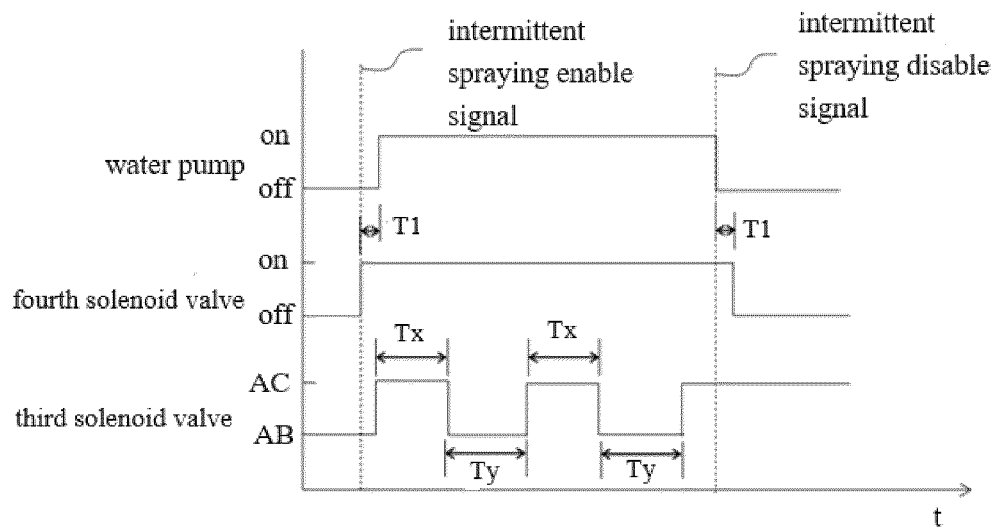 intermittent
spraying enable
signal
intermittent
spraying disable
signal
on
water pump
off
T1
T1
on
fourth solenoid valve
off
Tx
Tx
AC
third solenoid valve
AB
Ty
Ty
t